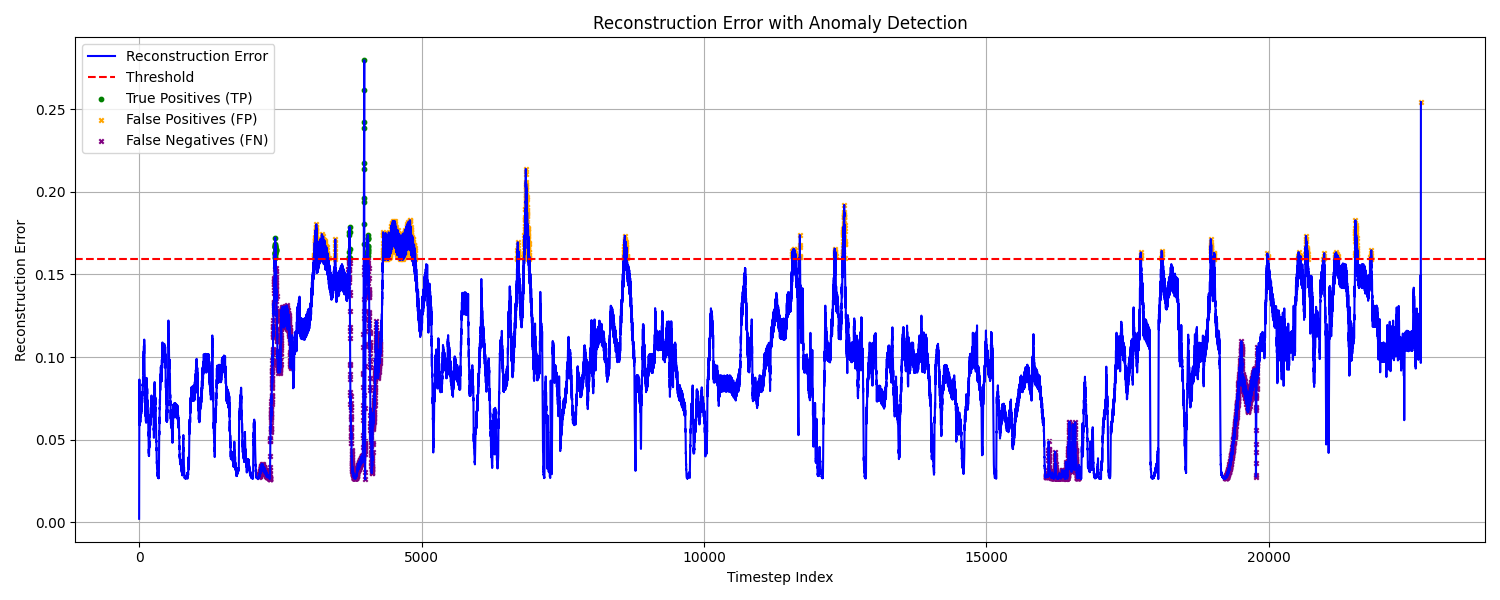 Reconstruction Error with Anomaly Detection
Reconstruction Error
Threshold
True Positives (TP)
False Positives (FP)
False Negatives (FN)
Reconstruction Error
0.25
0.20
0.15
0.10
0.05
0.00
0 5000 10000 15000 20000
Timestep Index